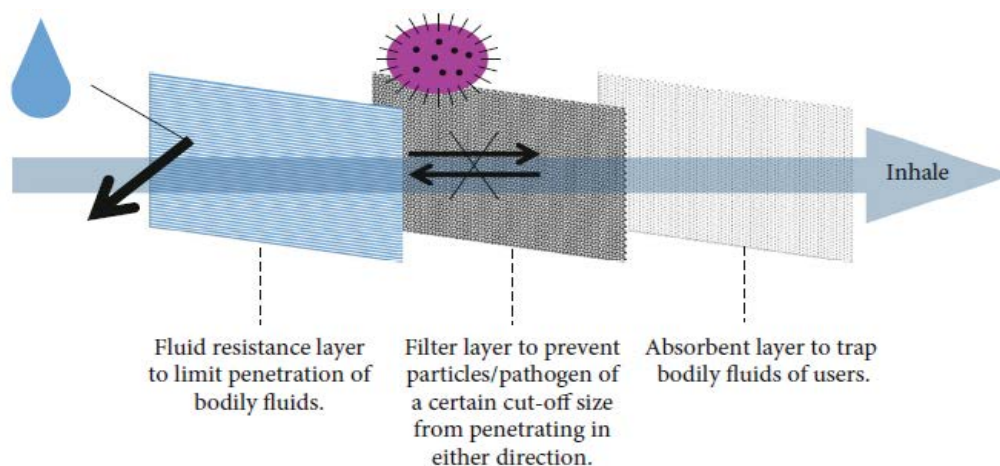 Inhale
Fluid resistance layer
to limit penetration of
bodily fluids.
Filter layer to prevent
particles/pathogen of
a certain cut-off size
from penetrating in
either direction.
Absorbent layer to trap
bodily fluids of users.